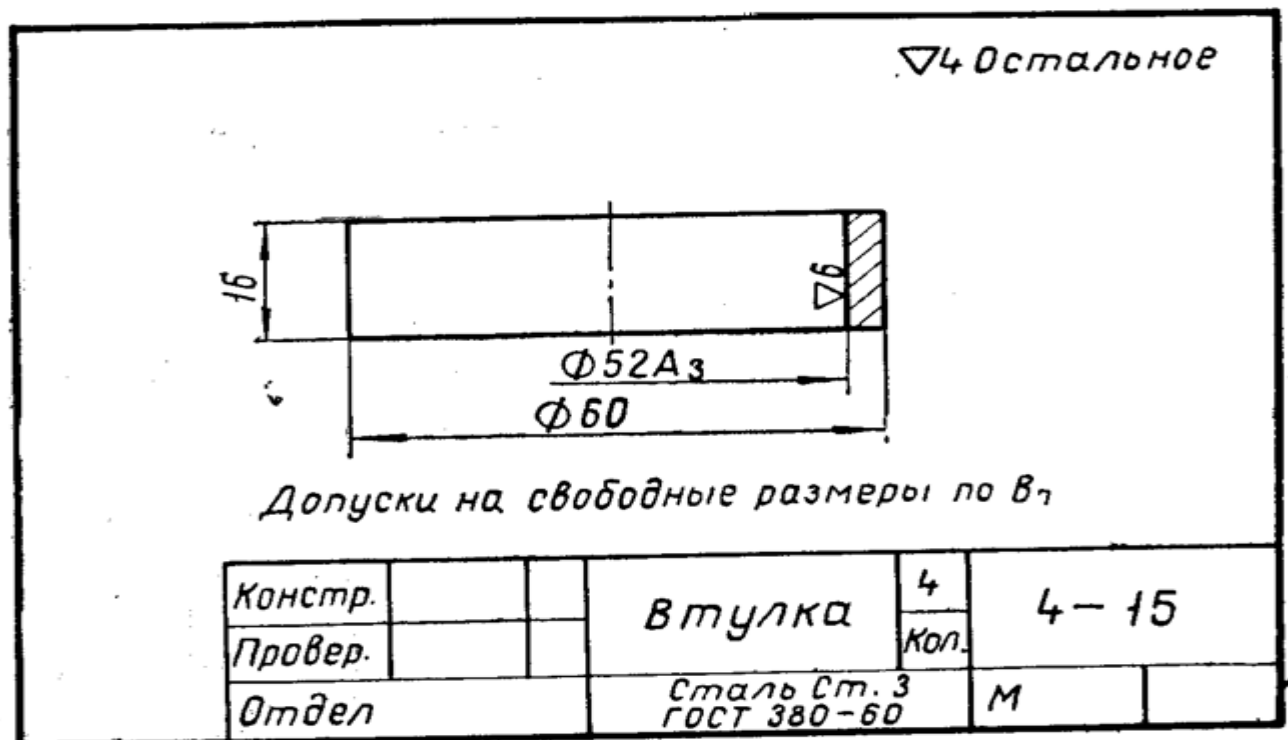 ▽4 Остальное
16
▽6
Ф52А3
Ф60
Допуски на свободные размеры по В7
Констр.
Втулка
4
4-15
Провер.
Кол.
Отдел
Сталь Ст. 3
ГОСТ 380-60
М